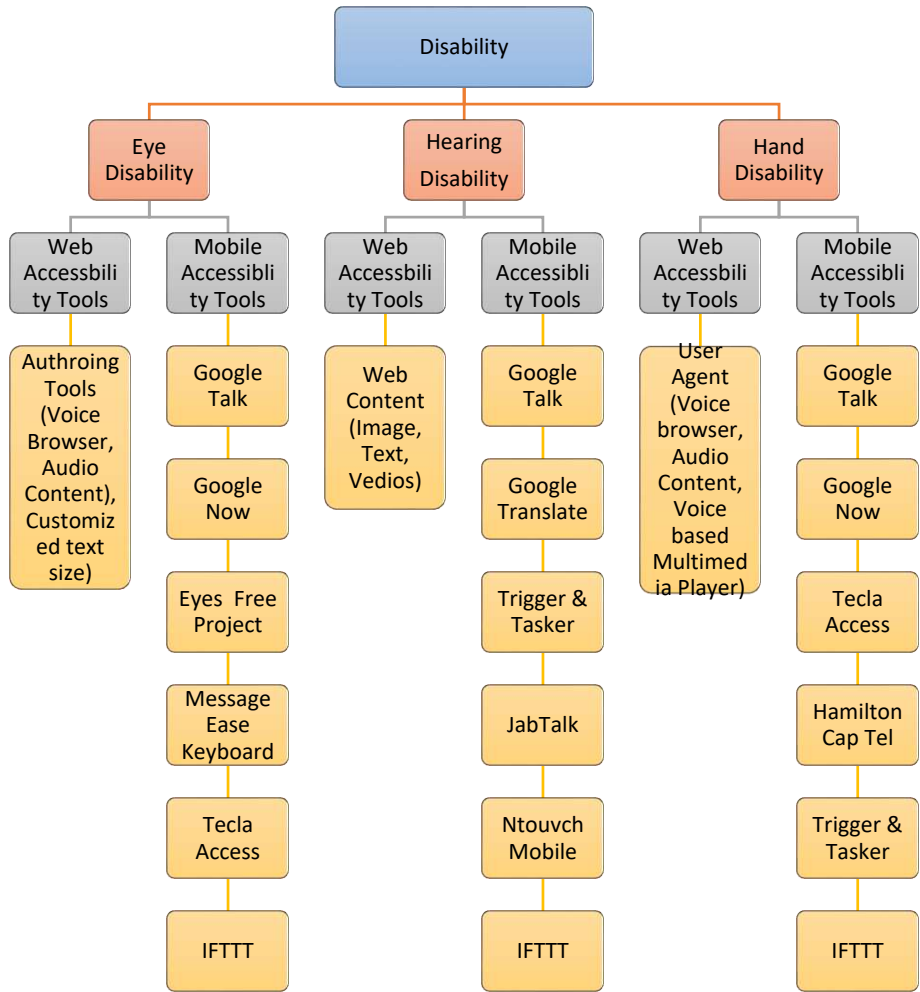 Disability
Eye
Disability
Hearing
Disability
Hand
Disability
Web
Accessbili
ty Tools
Mobile
Accessibli
ty Tools
Web
Accessbili
ty Tools
Mobile
Accessibli
ty Tools
Web
Accessbili
ty Tools
Mobile
Accessibli
ty Tools
Authroing
Tools
(Voice
Browser,
Audio
Content),
Customiz
ed text
size)
Google
Talk
Google
Now
Eyes Free
Project
Message
Ease
Keyboard
Tecla
Access
IFTTT
Web
Content
(Image,
Text,
Vedios)
Google
Talk
Google
Translate
Trigger &
Tasker
JabTalk
Ntouvch
Mobile
IFTTT
User
Agent
(Voice
browser,
Audio
Content,
Voice
based
Multimed
ia Player)
Google
Talk
Google
Now
Tecla
Access
Hamilton
Cap Tel
Trigger &
Tasker
IFTTT